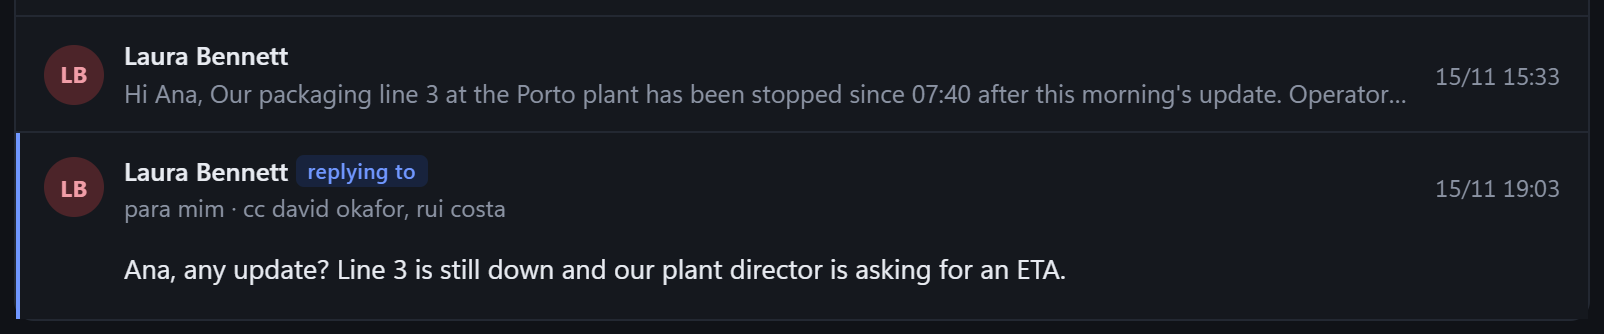 LB
Laura Bennett
Hi Ana, Our packaging line 3 at the Porto plant has been stopped since 07:40 after this morning's update. Operator...
15/11 15:33
LB
Laura Bennett replying to
para mim · cc david okafor, rui costa
15/11 19:03
Ana, any update? Line 3 is still down and our plant director is asking for an ETA.